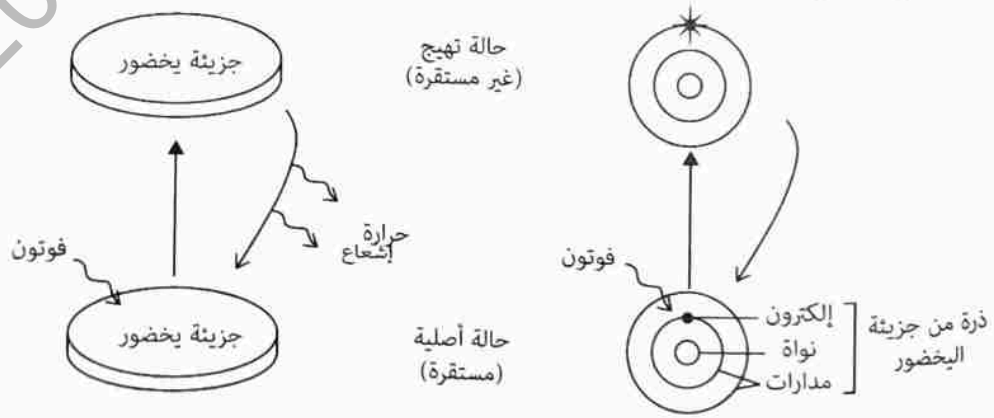 جزيئة يخضور
حالة تهيج
(غير مستقرة)
حرارة
إشعاع
فوتون
فوتون
جزيئة يخضور
حالة أصلية
(مستقرة)
إلكترون
نواة
مدارات
ذرة من جزيئة
اليخضور